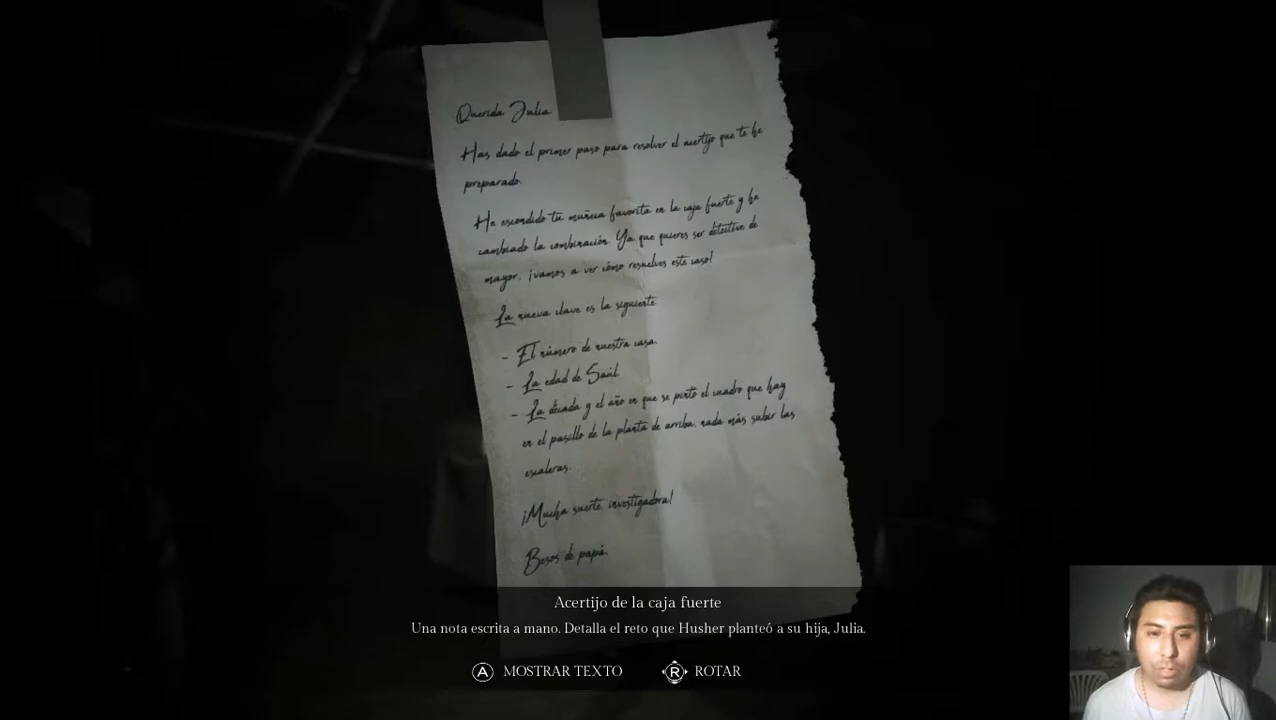 Querida Julia
Has dado el primer paso para resolver el acertijo que te he
preparado.
He escondido tu muñeca favorita en la caja fuerte y he
cambiado la combinación. Ya que quieres ser detective de
mayor, ¡vamos a ver cómo resuelves este caso!
La nueva clave es la siguiente:
- El número de nuestra casa.
- La edad de Saúl.
- La década y el año en que se pintó el cuadro que hay
en el pasillo de la planta de arriba, nada más subir las
escaleras.
¡Mucha suerte, investigadora!
Besos de papá.
Acertijo de la caja fuerte
Una nota escrita a mano. Detalla el reto que Husher planteó a su hija, Julia.
A MOSTRAR TEXTO R ROTAR